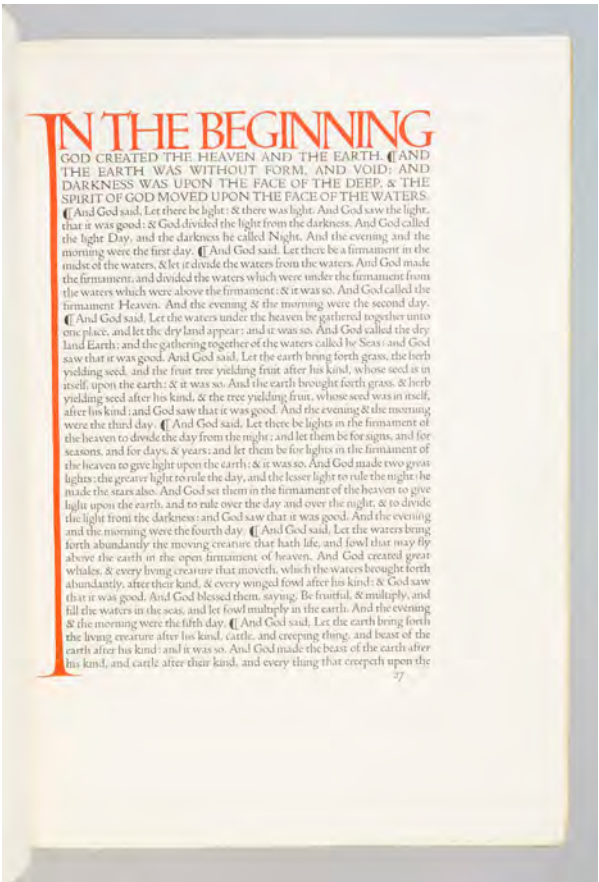 IN THE BEGINNING
GOD CREATED THE HEAVEN AND THE EARTH. ¶ AND
THE EARTH WAS WITHOUT FORM, AND VOID; AND
DARKNESS WAS UPON THE FACE OF THE DEEP, & THE
SPIRIT OF GOD MOVED UPON THE FACE OF THE WATERS.
¶ And God said, Let there be light: & there was light. And God saw the light,
that it was good: & God divided the light from the darkness. And God called
the light Day, and the darkness he called Night. And the evening and the
morning were the first day. ¶ And God said, Let there be a firmament in the
midst of the waters, & let it divide the waters from the waters. And God made
the firmament, and divided the waters which were under the firmament from
the waters which were above the firmament: & it was so. And God called the
firmament Heaven. And the evening & the morning were the second day.
¶ And God said, Let the waters under the heaven be gathered together unto
one place, and let the dry land appear: and it was so. And God called the dry
land Earth; and the gathering together of the waters called he Seas: and God
saw that it was good. And God said, Let the earth bring forth grass, the herb
yielding seed, and the fruit tree yielding fruit after his kind, whose seed is in
itself, upon the earth: & it was so. And the earth brought forth grass, & herb
yielding seed after his kind, & the tree yielding fruit, whose seed was in itself,
after his kind: and God saw that it was good. And the evening & the morning
were the third day. ¶ And God said, Let there be lights in the firmament of
the heaven to divide the day from the night; and let them be for signs, and for
seasons, and for days, & years: and let them be for lights in the firmament of
the heaven to give light upon the earth: & it was so. And God made two great
lights; the greater light to rule the day, and the lesser light to rule the night: he
made the stars also. And God set them in the firmament of the heaven to give
light upon the earth, and to rule over the day and over the night, & to divide
the light from the darkness: and God saw that it was good. And the evening
and the morning were the fourth day. ¶ And God said, Let the waters bring
forth abundantly the moving creature that hath life, and fowl that may fly
above the earth in the open firmament of heaven. And God created great
whales, & every living creature that moveth, which the waters brought forth
abundantly, after their kind, & every winged fowl after his kind: & God saw
that it was good. And God blessed them, saying, Be fruitful, & multiply, and
fill the waters in the seas, and let fowl multiply in the earth. And the evening
& the morning were the fifth day. ¶ And God said, Let the earth bring forth
the living creature after his kind, cattle, and creeping thing, and beast of the
earth after his kind: and it was so. And God made the beast of the earth after
his kind, and cattle after their kind, and every thing that creepeth upon the
27